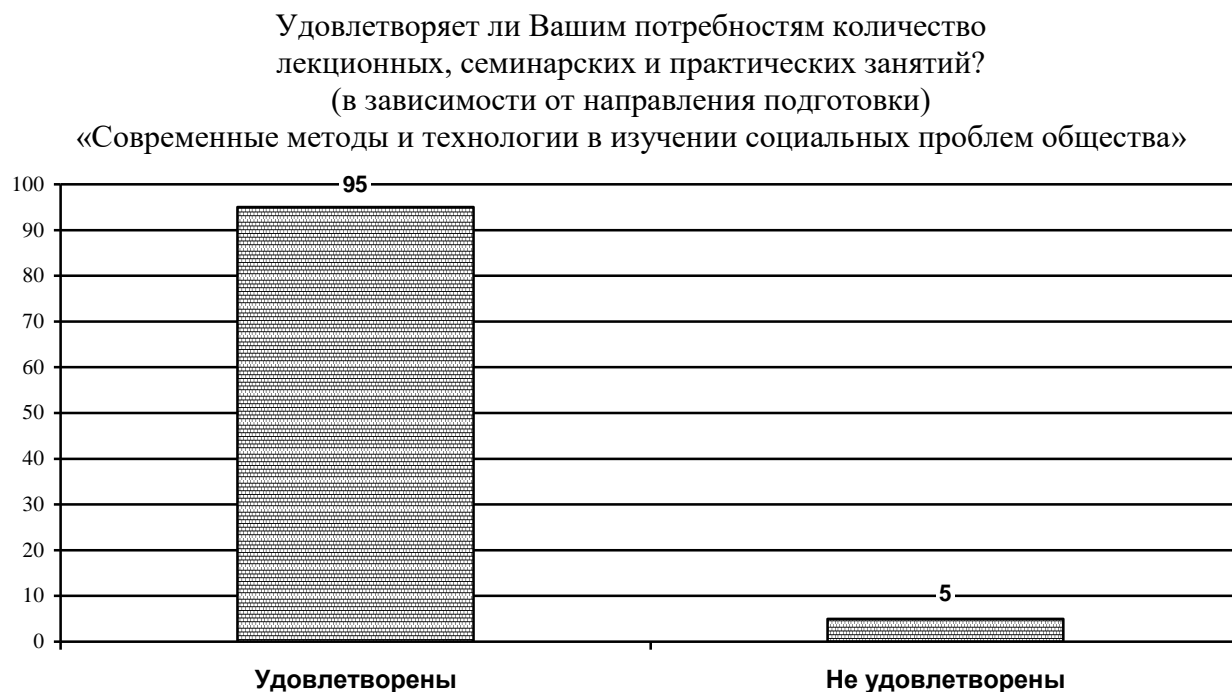 Удовлетворяет ли Вашим потребностям количество
лекционных, семинарских и практических занятий?
(в зависимости от направления подготовки)
«Современные методы и технологии в изучении социальных проблем общества»
100
95
90
80
70
60
50
40
30
20
10
5
0
Удовлетворены
Не удовлетворены